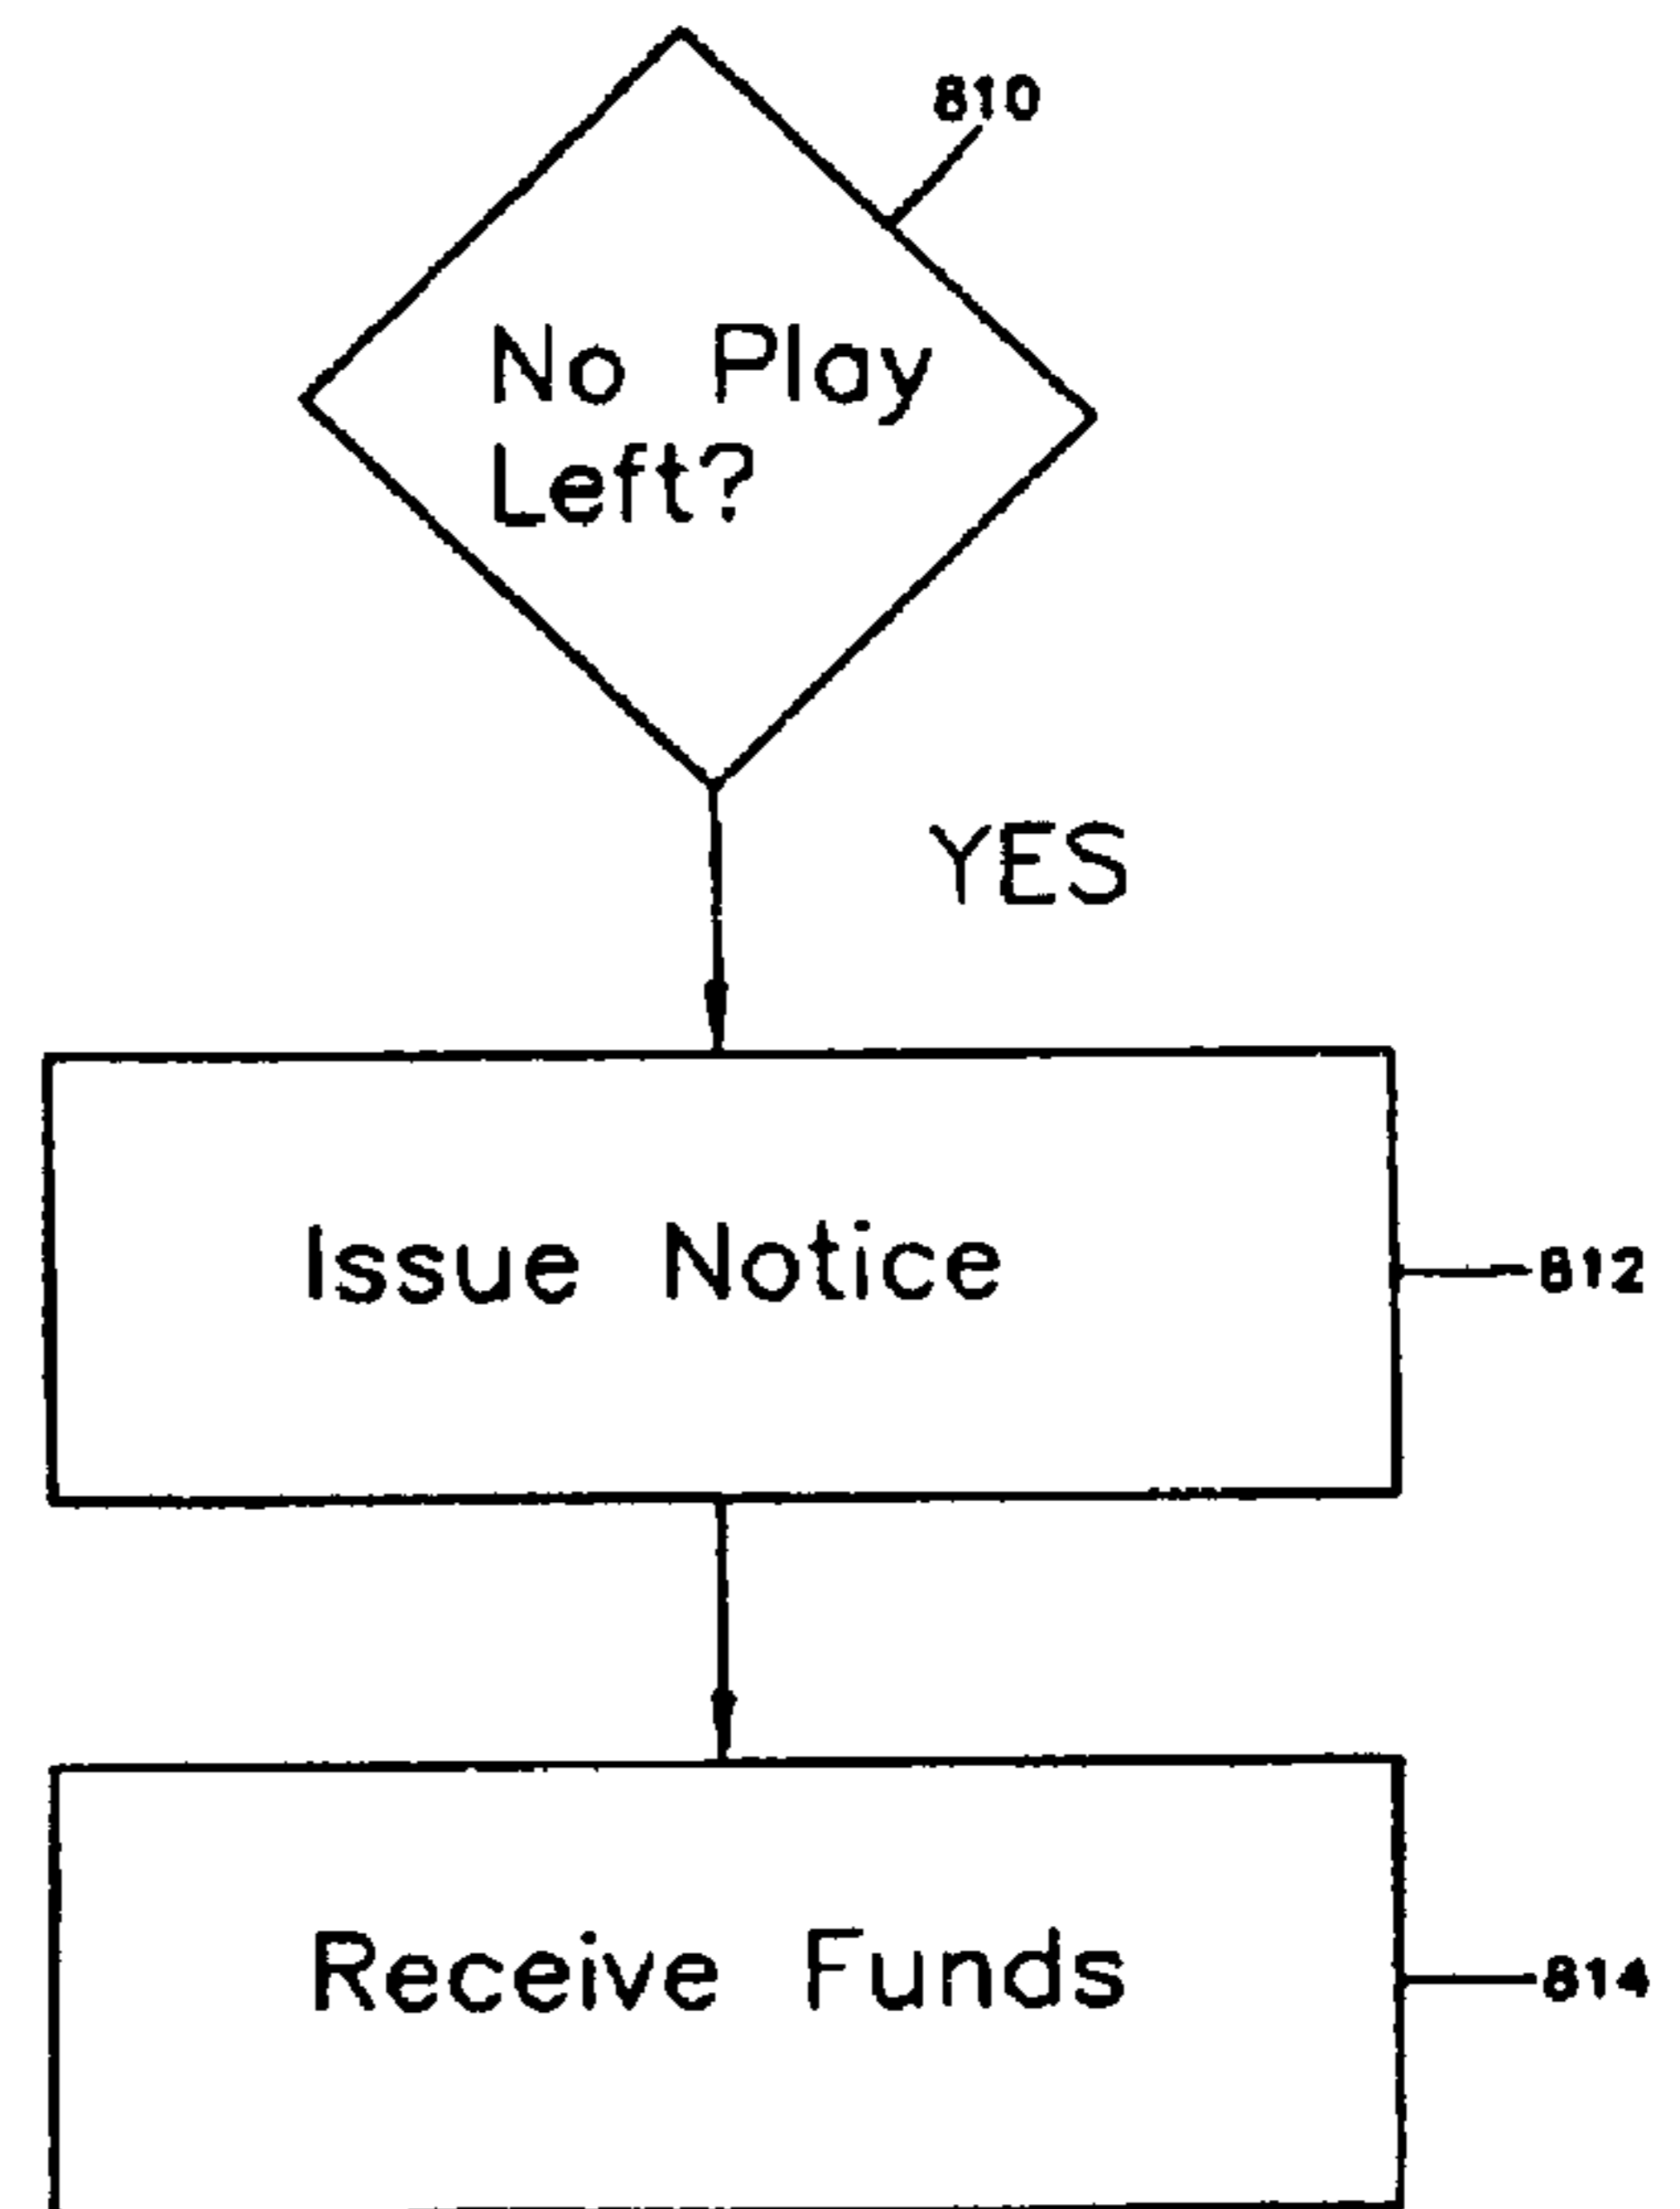 810
No Play
Left?
YES
Issue Notice
812
Receive Funds
814